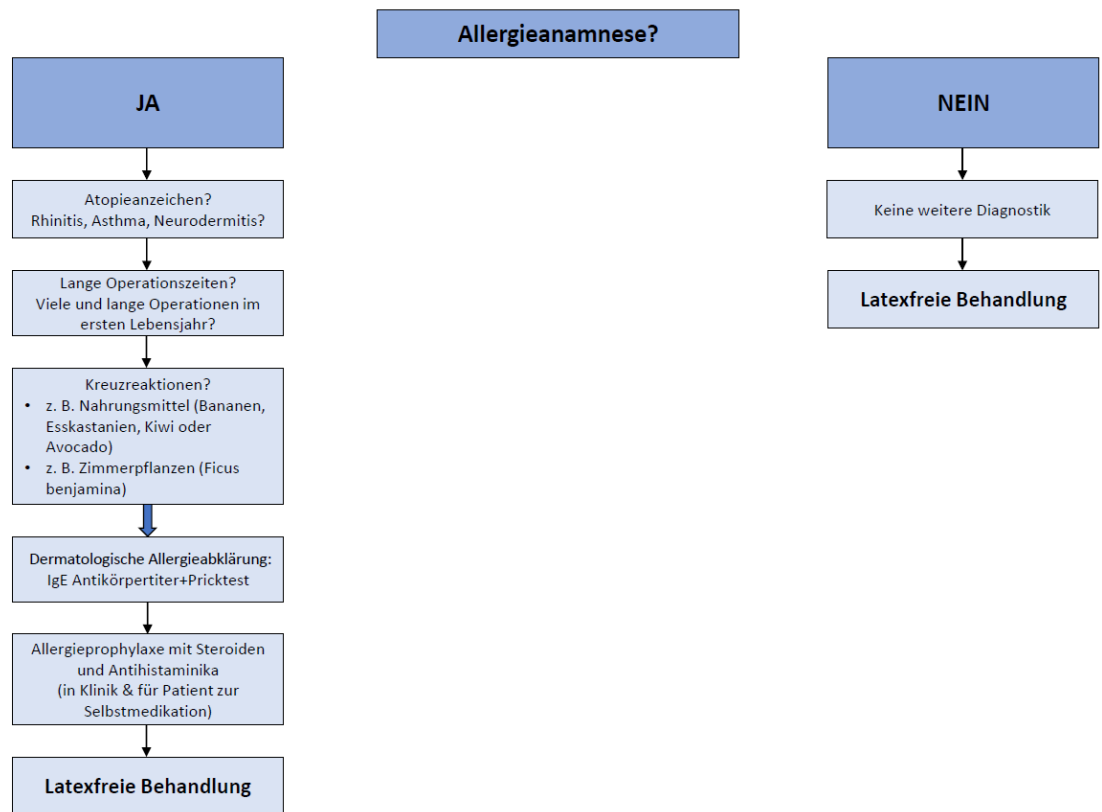 Allergieanamnese?
JA
Atopieanzeichen?
Rhinitis, Asthma, Neurodermitis?
Lange Operationszeiten?
Viele und lange Operationen im
ersten Lebensjahr?
Kreuzreaktionen?
• z. B. Nahrungsmittel (Bananen,
Esskastanien, Kiwi oder
Avocado)
• z. B. Zimmerpflanzen (Ficus
benjamina)
Dermatologische Allergieabklärung:
IgE Antikörpertiter+Pricktest
Allergieprophylaxe mit Steroiden
und Antihistaminika
(in Klinik & für Patient zur
Selbstmedikation)
Latexfreie Behandlung
NEIN
Keine weitere Diagnostik
Latexfreie Behandlung